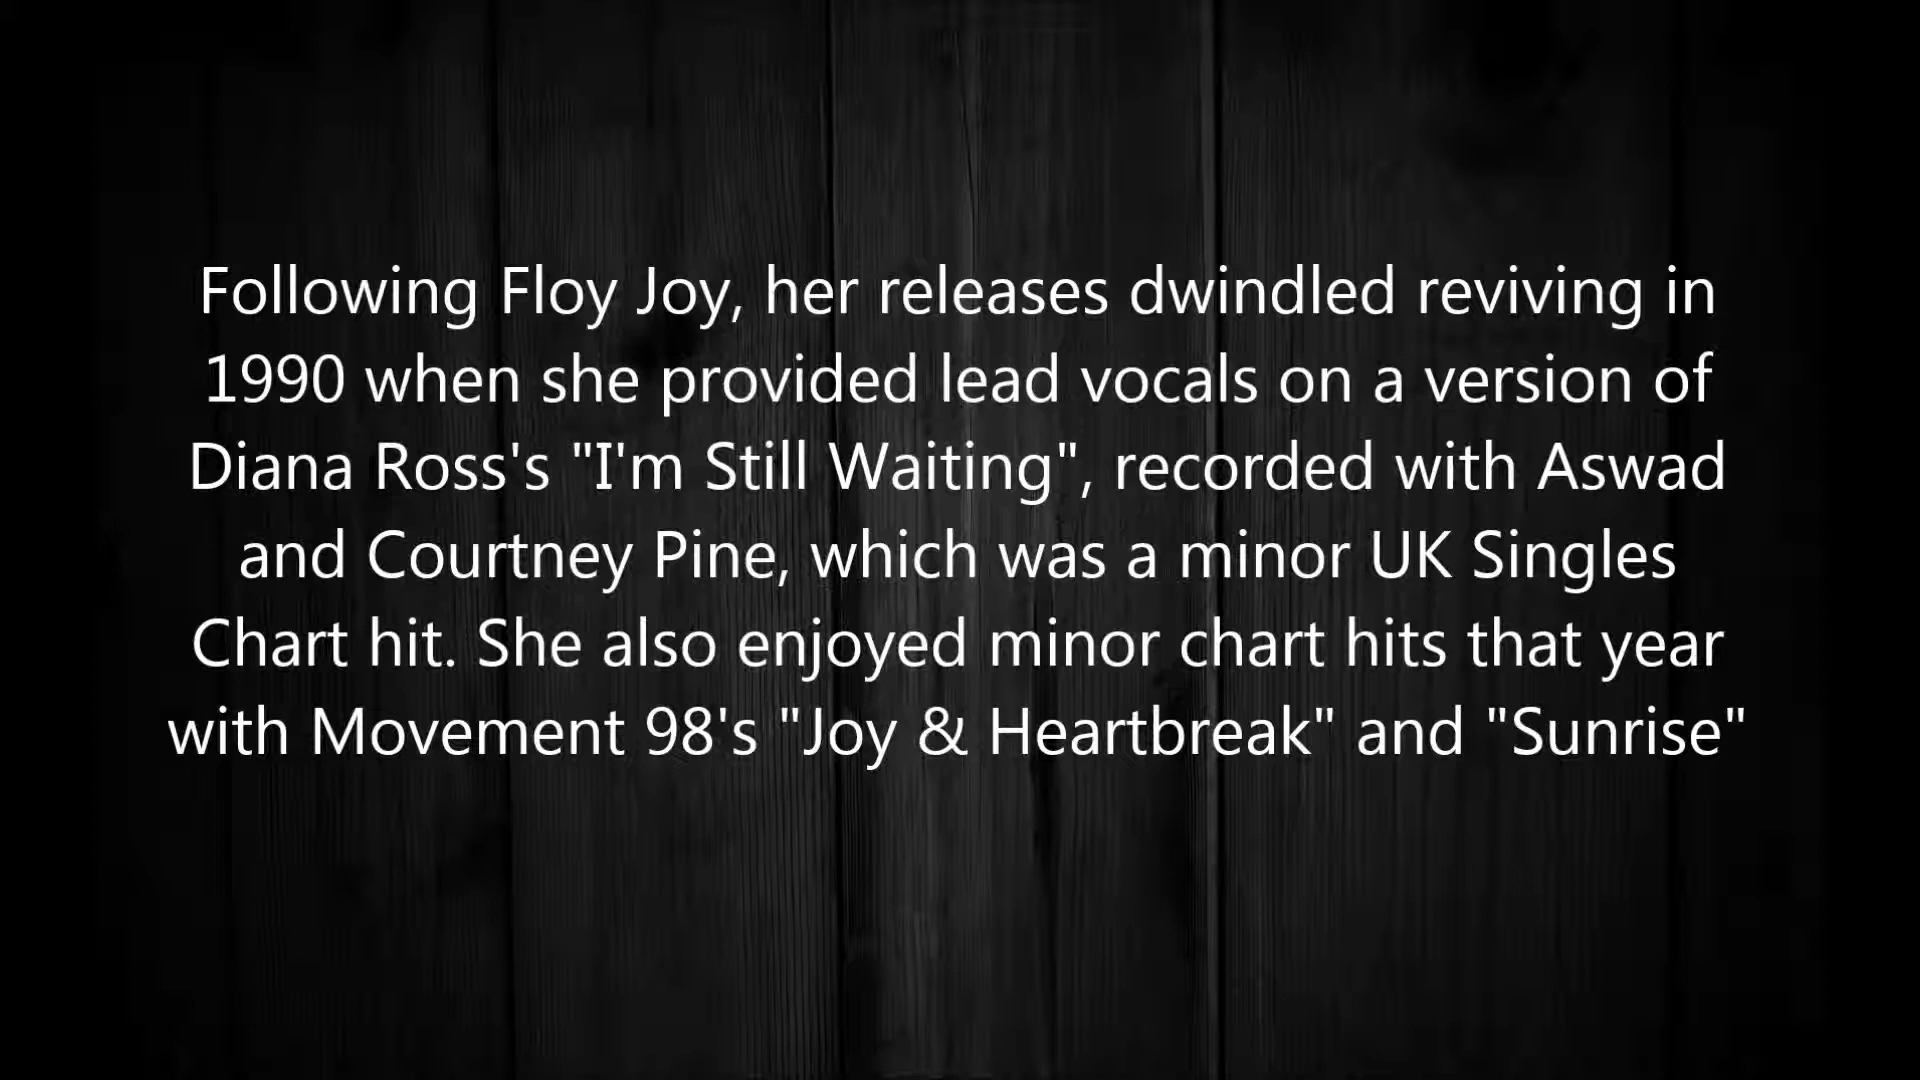 Following Floy Joy, her releases dwindled reviving in
1990 when she provided lead vocals on a version of
Diana Ross's "I'm Still Waiting", recorded with Aswad
and Courtney Pine, which was a minor UK Singles
Chart hit. She also enjoyed minor chart hits that year
with Movement 98's "Joy & Heartbreak" and "Sunrise"